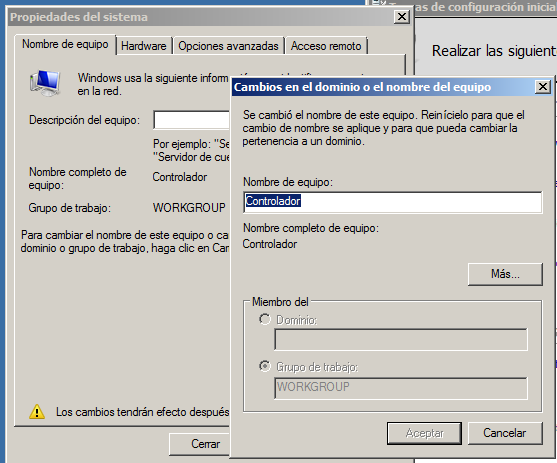 Propiedades del sistema
Nombre de equipo
Hardware
Opciones avanzadas
Acceso remoto
Windows usa la siguiente
en la red.
Descripción del equipo:
Por ejemplo: "Se
"Servidor de cue
Nombre completo de
equipo:
Controlador
Grupo de trabajo:
WORKGROUP
Para cambiar el nombre de este equipo o
dominio o grupo de trabajo, haga clic en
Los cambios tendrán efecto después
Cerrar
de configuración inicial
Realizar las
Cambios en el dominio o el nombre del equipo
Se cambió el nombre de este equipo. Reinícielo para que el
cambio de nombre se aplique y para que pueda cambiar la
pertenencia a un dominio.
Nombre de equipo:
Controlador
Nombre completo de equipo:
Controlador
Más...
Miembro del
Dominio:
Grupo de trabajo:
WORKGROUP
Aceptar
Cancelar